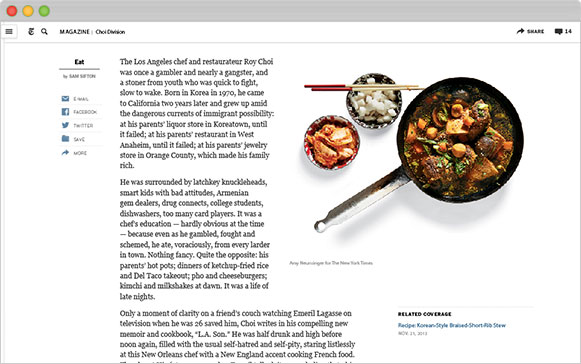 MAGAZINE | Choi Division
SHARE
14
Eat
by SAM SIFTON
E-MAIL
FACEBOOK
TWITTER
SAVE
MORE
The Los Angeles chef and restaurateur Roy Choi
was once a gambler and nearly a gangster, and
a stoner from youth who was quick to fight,
slow to wake. Born in Korea in 1970, he came
to California two years later and grew up amid
the dangerous currents of immigrant possibility:
at his parents' liquor store in Koreatown, until
it failed; at his parents' restaurant in West
Anaheim, until it failed; at his parents' jewelry
store in Orange County, which made his family
rich.
He was surrounded by latchkey knuckleheads,
smart kids with bad attitudes, Armenian
gem dealers, drug connects, college students,
dishwashers, too many card players. It was a
chef's education — hardly obvious at the time
— because even as he gambled, fought and
schemed, he ate, voraciously, from every larder
in town. Nothing fancy. Quite the opposite: his
parents' hot pots; dinners of ketchup-fried rice
and Del Taco takeout; pho and cheeseburgers;
kimchi and milkshakes at dawn. It was a life of
late nights.
Only a moment of clarity on a friend's couch watching Emeril Lagasse on
television when he was 26 saved him, Choi writes in his compelling new
memoir and cookbook, "L.A. Son." He was half drunk and high before
noon again, filled with the usual self-hatred and self-pity, staring listlessly
at this New Orleans chef with a New England accent cooking French food.
for The New York Times
RELATED COVERAGE
Recipe: Korean-Style Braised-Short-Rib Stew
NOV. 21, 2013